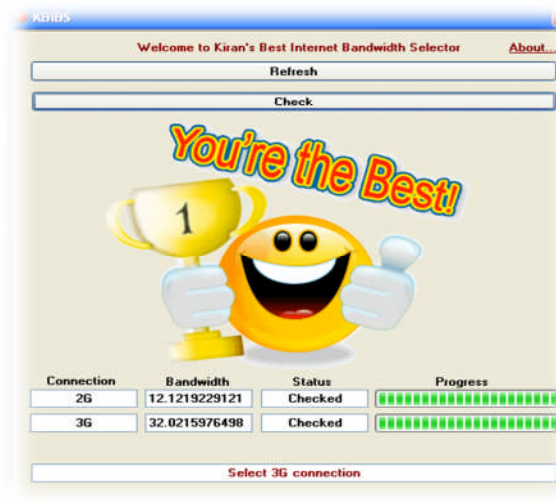 KBIBS
Welcome to Kiran's Best Internet Bandwidth Selector About...
Refresh
Check
You're the Best!
1
Connection Bandwidth Status Progress
2G 12.1219229121 Checked
3G 32.0215976498 Checked
Select 3G connection